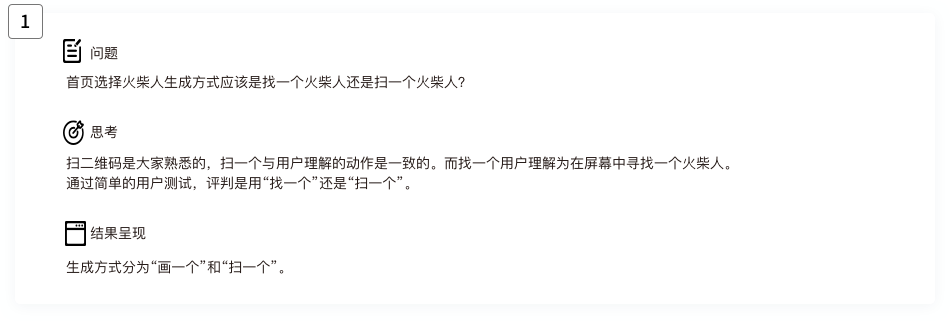 1
问题
首页选择火柴人生成方式应该是找一个火柴人还是扫一个火柴人?
思考
扫二维码是大家熟悉的，扫一个与用户理解的动作是一致的。而找一个用户理解为在屏幕中寻找一个火柴人。
通过简单的用户测试，评判是用“找一个”还是“扫一个”。
结果呈现
生成方式分为“画一个”和“扫一个”。